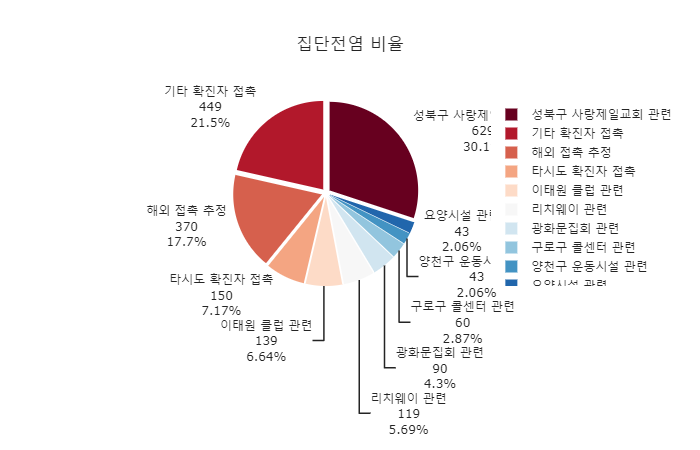 집단전염 비율
기타 확진자 접촉
449
21.5%
성북구 사랑제일
629
30.1
해외 접촉 추정
370
17.7%
타시도 확진자 접촉
150
7.17%
이태원 클럽 관련
139
6.64%
리치웨이 관련
119
5.69%
광화문집회 관련
90
4.3%
구로구 콜센터 관련
60
2.87%
양천구 운동시
43
2.06%
요양시설 관련
43
2.06%
성북구 사랑제일교회 관련
기타 확진자 접촉
해외 접촉 추정
타시도 확진자 접촉
이태원 클럽 관련
리치웨이 관련
광화문집회 관련
구로구 콜센터 관련
양천구 운동시설 관련
요양시설 관련